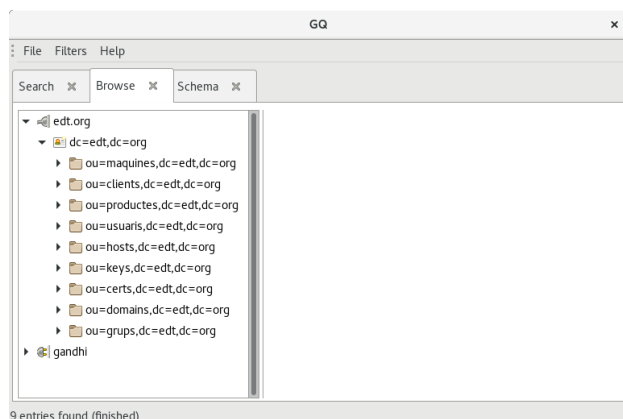 GQ
File Filters Help
Search Browse Schema
edt.org
dc=edt,dc=org
ou=maquines,dc=edt,dc=org
ou=clients,dc=edt,dc=org
ou=productes,dc=edt,dc=org
ou=usuaris,dc=edt,dc=org
ou=hosts,dc=edt,dc=org
ou=keys,dc=edt,dc=org
ou=certs,dc=edt,dc=org
ou=domains,dc=edt,dc=org
ou=grups,dc=edt,dc=org
gandhi
9 entries found (finished)